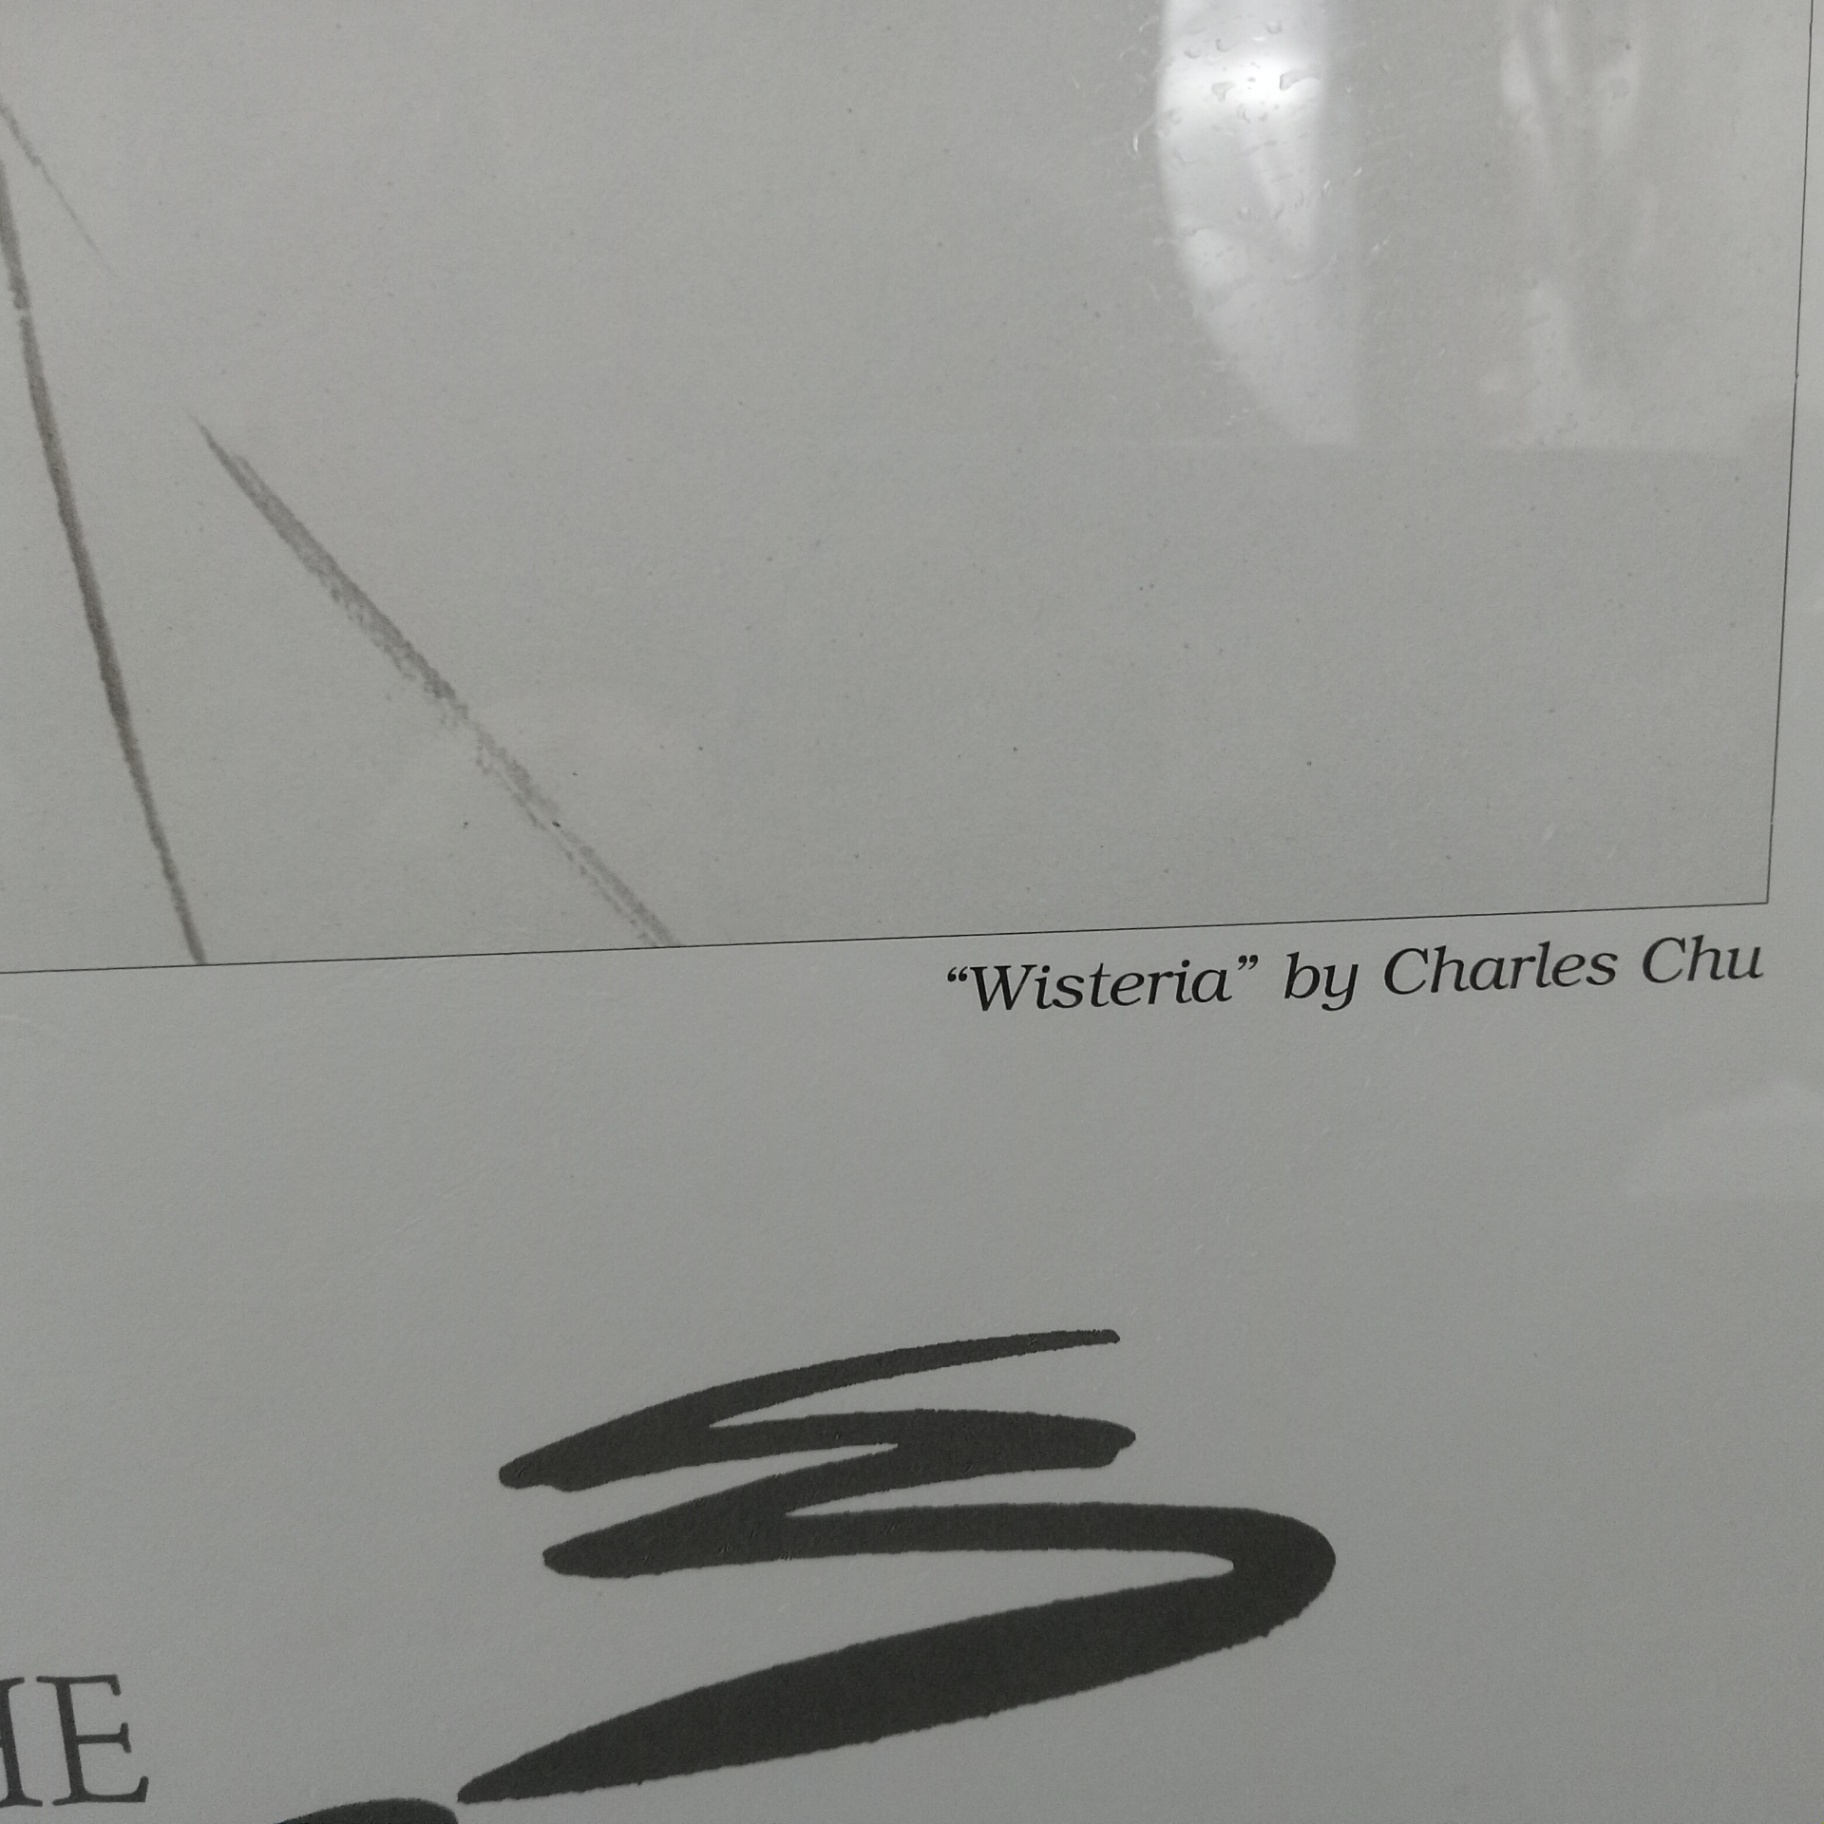 “Wisteria” by Charles Chu
HE